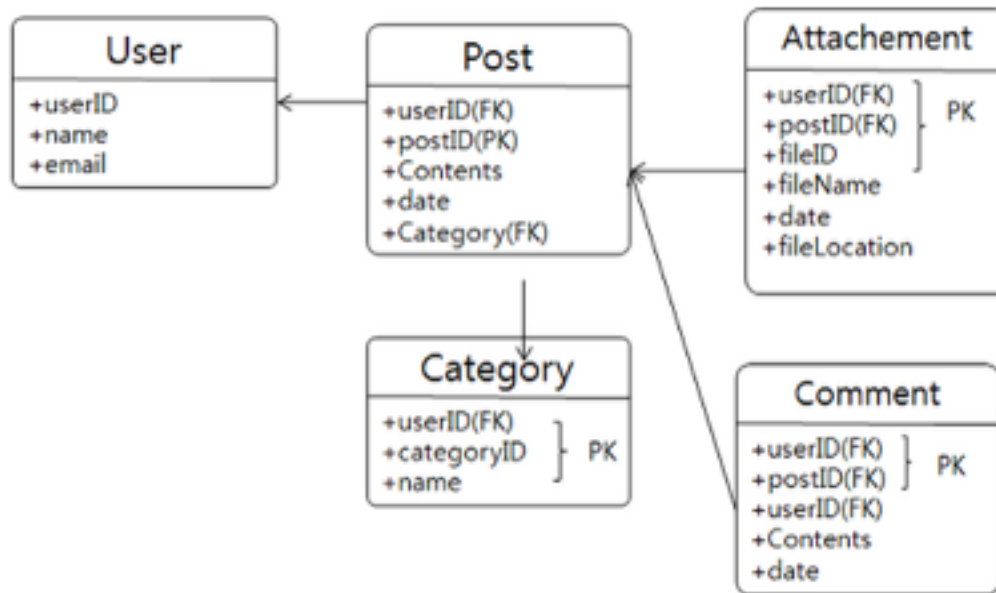 User
+userID
+name
+email
Post
+userID(FK)
+postID(PK)
+Contents
+date
+Category(FK)
Attachement
+userID(FK)
+postID(FK)
+fileID
+fileName
+date
+fileLocation
PK
Category
+userID(FK)
+categoryID
+name
PK
Comment
+userID(FK)
+postID(FK)
+userID(FK)
+Contents
+date
PK